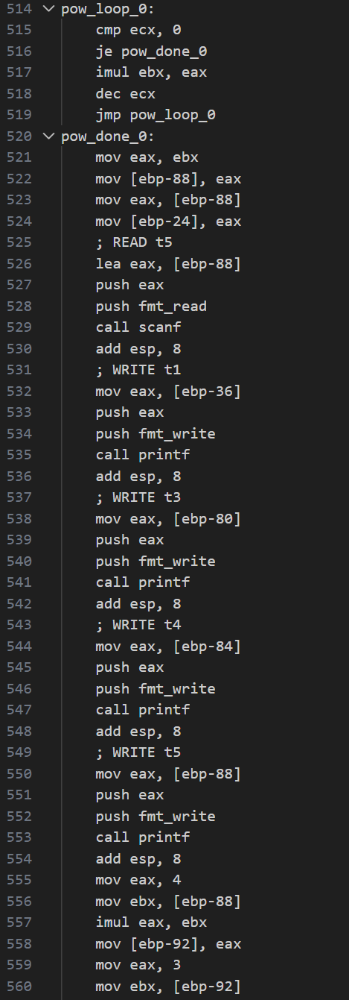 514 pow_loop_0:
515 cmp ecx, 0
516 je pow_done_0
517 imul ebx, eax
518 dec ecx
519 jmp pow_loop_0
520 pow_done_0:
521 mov eax, ebx
522 mov [ebp-88], eax
523 mov eax, [ebp-88]
524 mov [ebp-24], eax
525 ; READ t5
526 lea eax, [ebp-88]
527 push eax
528 push fmt_read
529 call scanf
530 add esp, 8
531 ; WRITE t1
532 mov eax, [ebp-36]
533 push eax
534 push fmt_write
535 call printf
536 add esp, 8
537 ; WRITE t3
538 mov eax, [ebp-80]
539 push eax
540 push fmt_write
541 call printf
542 add esp, 8
543 ; WRITE t4
544 mov eax, [ebp-84]
545 push eax
546 push fmt_write
547 call printf
548 add esp, 8
549 ; WRITE t5
550 mov eax, [ebp-88]
551 push eax
552 push fmt_write
553 call printf
554 add esp, 8
555 mov eax, 4
556 mov ebx, [ebp-88]
557 imul eax, ebx
558 mov [ebp-92], eax
559 mov eax, 3
560 mov ebx, [ebp-92]